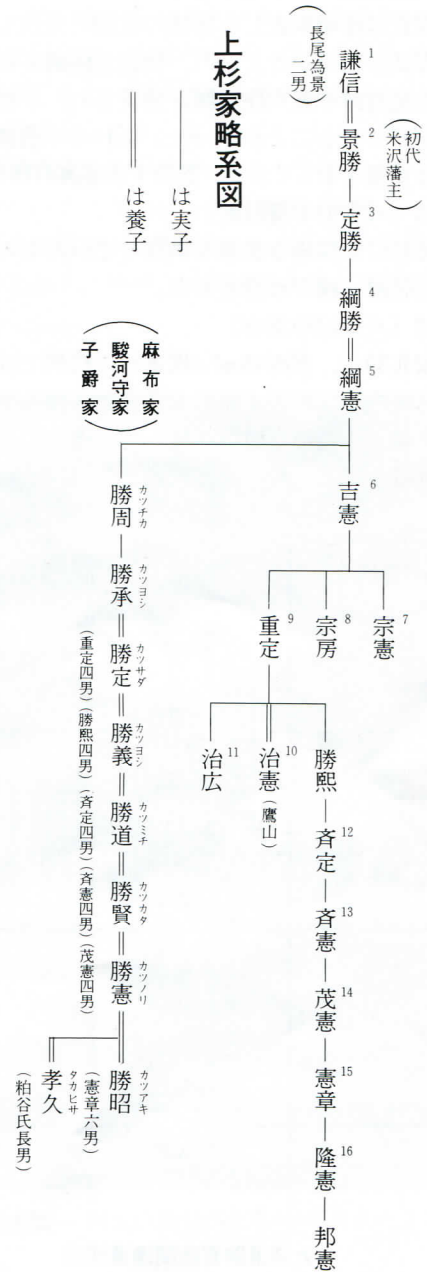 上杉家略系図
― は実子
＝ は養子
(初代米沢藩主)
1 謙信 ＝ 2 景勝 ― 3 定勝 ― 4 綱勝 ＝ 5 綱憲
(長尾為景二男)
6 吉憲
宗憲 7
宗房 8
重定 9
勝熙 ― 斉定 12 ― 斉憲 13 ― 茂憲 14 ― 憲章 15 ― 隆憲 16 ― 邦憲
治憲 10 (鷹山)
治広 11
(麻布家
駿河守家
子爵家)
勝周 ― 勝承 ＝ 勝定 ＝ 勝義 ＝ 勝道 ＝ 勝賢 ＝ 勝憲 ＝ 勝昭
カツチカ カツヨシ カツサダ カツヨシ カツミチ カツカタ カツノリ カツアキ
(重定四男)(勝熙四男)(斉定四男)(斉憲四男)(茂憲四男)
(憲章六男)
孝久 タカヒサ
(粕谷氏長男)